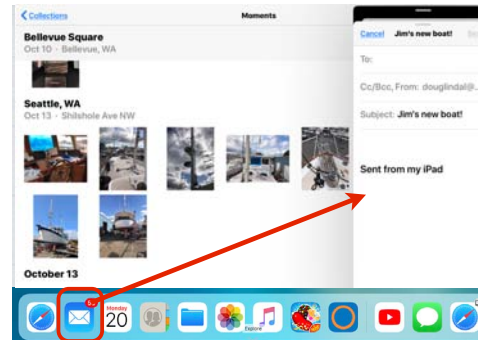 Collections
Moments
Bellevue Square
Oct 10 · Bellevue, WA
Seattle, WA
Oct 13 · Shilshole Ave NW
October 13
Cancel Jim's new boat!
To:
Cc/Bcc, From: douglindal@..
Subject: Jim's new boat!
Sent from my iPad
Monday
20
Explore